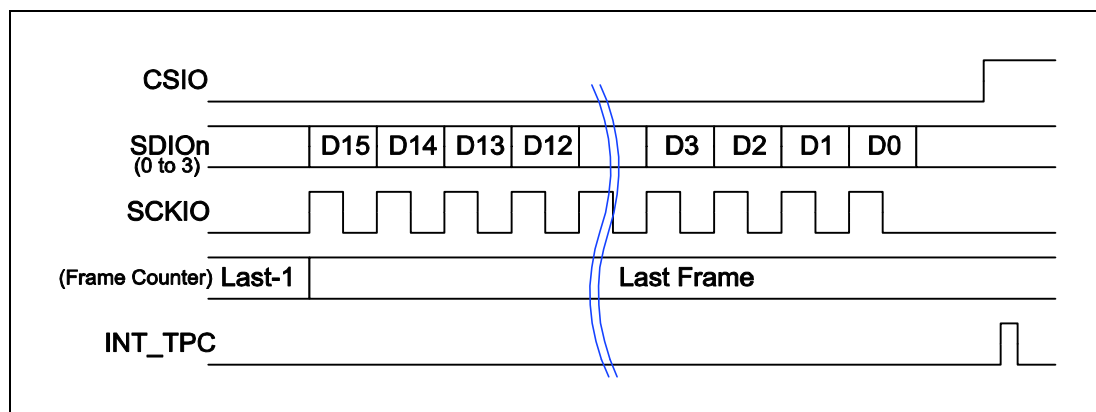 CSIO
SDIOn
(0 to 3)
D15 D14 D13 D12 D3 D2 D1 D0
SCKIO
(Frame Counter) Last-1 Last Frame
INT_TPC